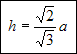 h = √2/√3 a